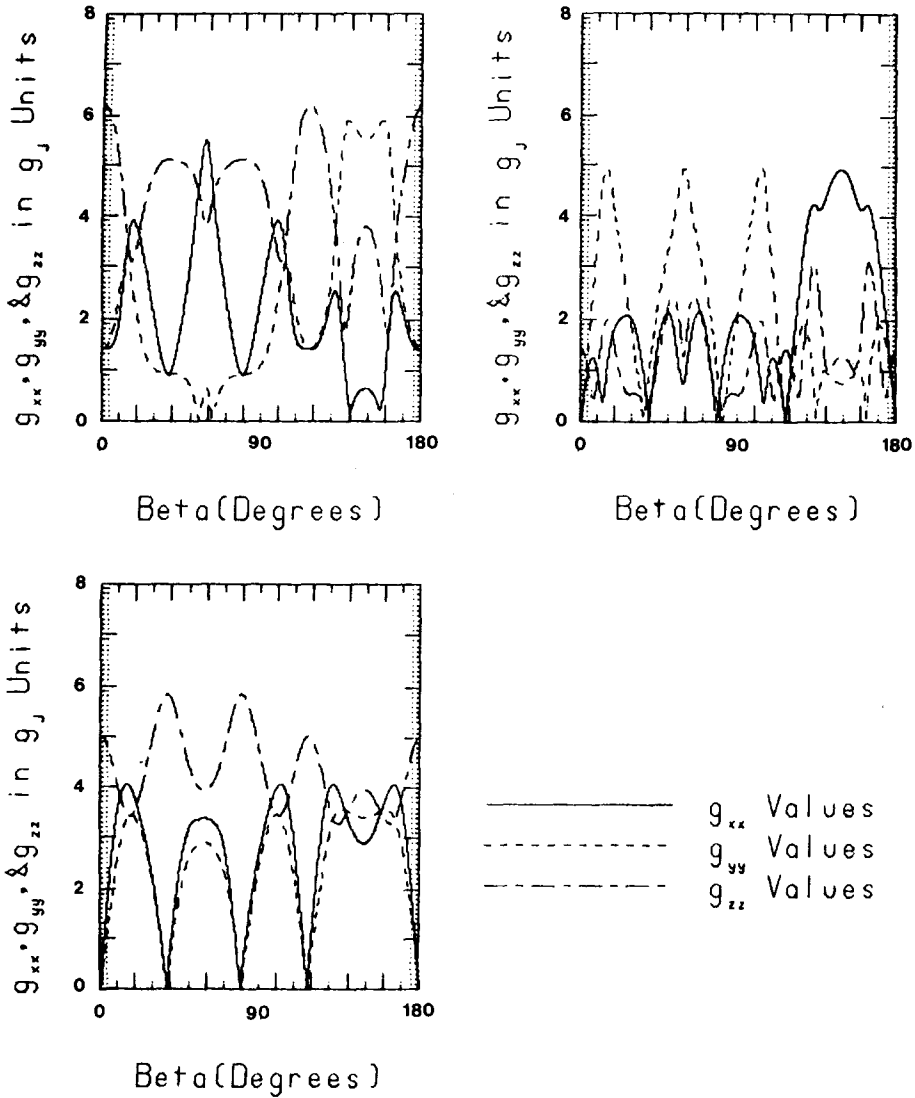 8
6
4
2
0
0 90 180
g_xx, g_yy, & g_zz in g_J Units
Beta(Degrees)
8
6
4
2
0
0 90 180
g_xx, g_yy, & g_zz in g_J Units
Beta(Degrees)
8
6
4
2
0
0 90 180
g_xx, g_yy, & g_zz in g_J Units
Beta(Degrees)
g_xx Values
g_yy Values
g_zz Values